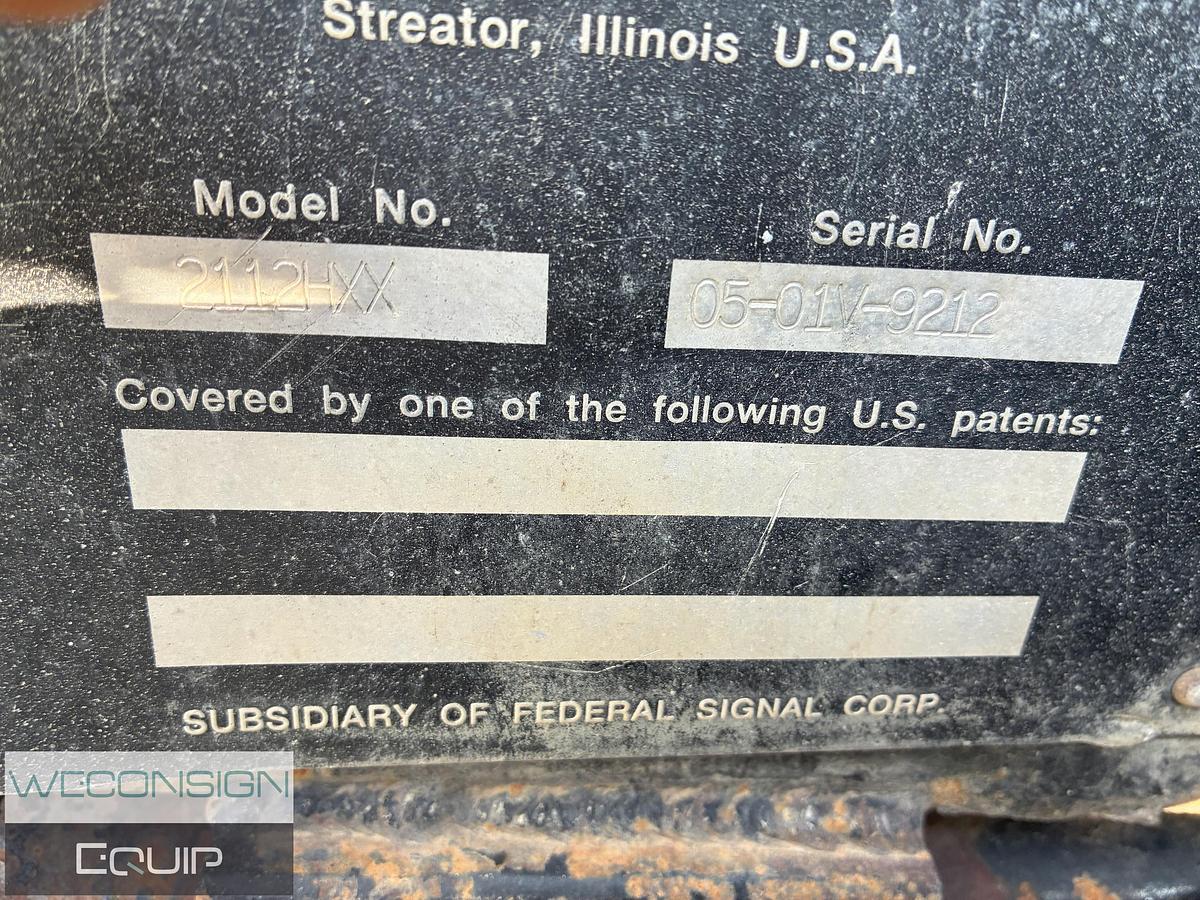 Streator, Illinois U.S.A.
Model No.
Serial No.
2112HXX
05-01V-9212
Covered by one of the following U.S. patents:
SUBSIDIARY OF FEDERAL SIGNAL CORP.
WECONSIGN
EQUIP